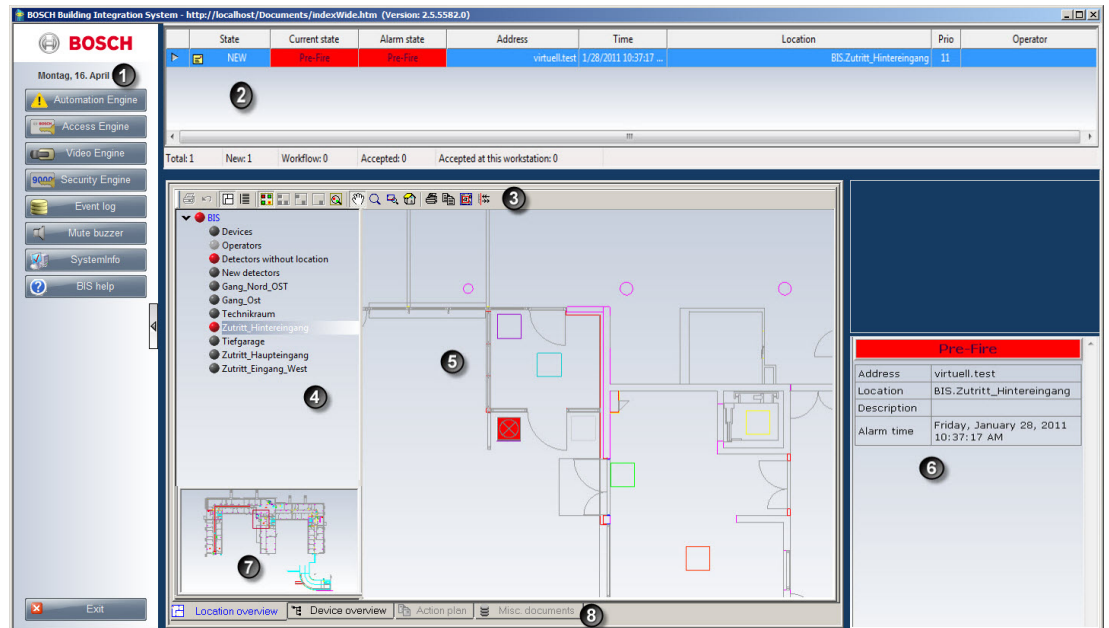 BOSCH Building Integration System - http://localhost/Documents/indexWide.htm (Version: 2.5.5582.0)
BOSCH
Montag, 16. April
1
Automation Engine
Access Engine
Video Engine
9000 Security Engine
Event log
Mute buzzer
SystemInfo
BIS help
Exit
State Current state Alarm state Address Time Location Prio Operator
NEW Pre-Fire Pre-Fire virtuell.test 1/28/2011 10:37:17 ... BIS.Zutritt_Hintereingang 11
2
Total: 1 New: 1 Workflow: 0 Accepted: 0 Accepted at this workstation: 0
3
BIS
Devices
Operators
Detectors without location
New detectors
Gang_Nord_OST
Gang_Ost
Technikraum
Zutritt_Hintereingang
Tiefgarage
Zutritt_Haupteingang
Zutritt_Eingang_West
4
5
7
Location overview Device overview Action plan Misc. documents
8
Pre-Fire
Address virtuell.test
Location BIS.Zutritt_Hintereingang
Description
Alarm time Friday, January 28, 2011
10:37:17 AM
6